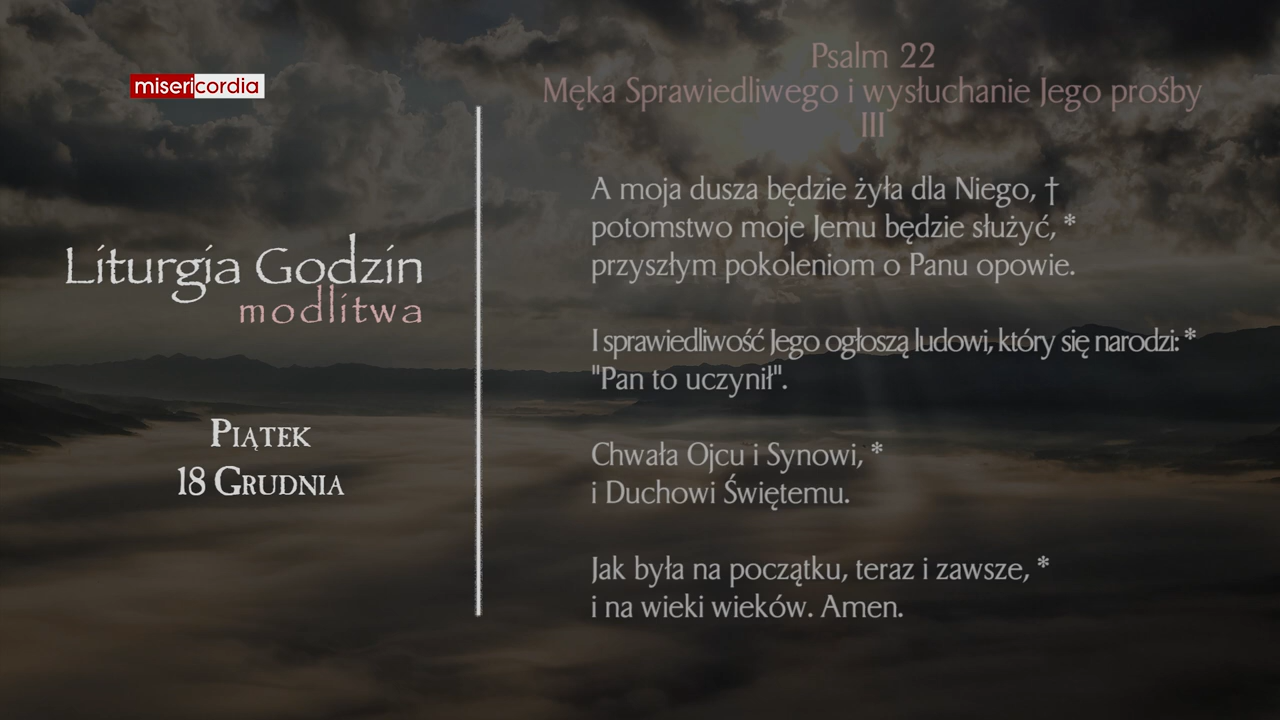 misericordia
Liturgia Godzin
modlitwa
Piątek
18 Grudnia
Psalm 22
Męka Sprawiedliwego i wysłuchanie Jego prośby
III
A moja dusza będzie żyła dla Niego, †
potomstwo moje Jemu będzie służyć, *
przyszłym pokoleniom o Panu opowie.
I sprawiedliwość Jego ogłoszą ludowi, który się narodzi: *
"Pan to uczynił".
Chwała Ojcu i Synowi, *
i Duchowi Świętemu.
Jak była na początku, teraz i zawsze, *
i na wieki wieków. Amen.